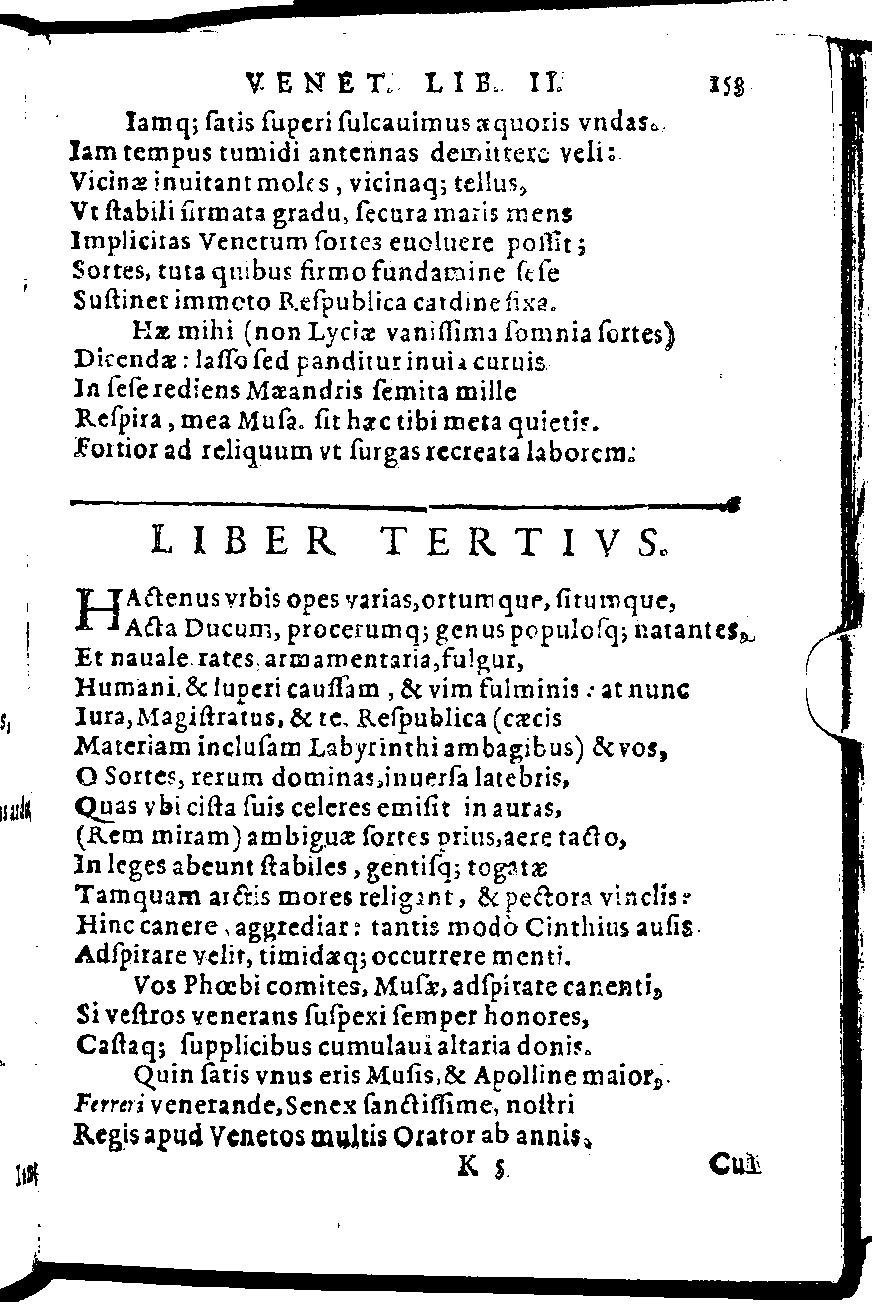 VENET. LIB. II. 153
Iamq; ſatis ſuperi ſulcauimus æquoris vndas.
Iam tempus tumidi antennas demittere veli:
Vicinæ inuitant moles, vicinaq; tellus,
Vt ſtabili firmata gradu, ſecura maris mens
Implicitas Venetum ſortes euoluere poſſit;
Sortes, tuta quibus firmo fundamine ſeſe
Suſtinet immoto Reſpublica cardine fixa.
Hæ mihi (non Lyciæ vaniſſima ſomnia ſortes)
Dicendæ: laſſo ſed panditur inuia curuis
In ſeſe rediens Mæandris ſemita mille
Reſpira, mea Muſa. ſit hæc tibi meta quietis.
Fortior ad reliquum vt ſurgas recreata laborem.
LIBER TERTIVS.
HActenus vrbis opes varias, ortumque, ſitumque,
Acta Ducum, procerumq; genus populoſq; natantes,
Et nauale. rates, armamentaria, fulgur,
Humani, & ſuperi cauſſam, & vim fulminis: at nunc
Iura, Magiſtratus, & te. Reſpublica (cæcis
Materiam incluſam Labyrinthi ambagibus) & vos,
O Sortes, rerum dominas, inuerſa latebris,
Quas vbi ciſta ſuis celeres emiſit in auras,
(Rem miram) ambiguæ ſortes prius, aere tacto,
In leges abeunt ſtabiles, gentiſq; togatæ
Tamquam arctis mores religant, & pectora vinclis:
Hinc canere, aggrediar: tantis modò Cinthius auſis
Adſpirare velit, timidæq; occurrere menti.
Vos Phœbi comites, Muſæ, adſpirate canenti,
Si veſtros venerans ſuſpexi ſemper honores,
Caſtaq; ſupplicibus cumulaui altaria donis.
Quin ſatis vnus eris Muſis, & Apolline maior,
Ferreri venerande, Senex ſanctiſſime, noſtri
Regis apud Venetos multis Orator ab annis,
K 5 Cui